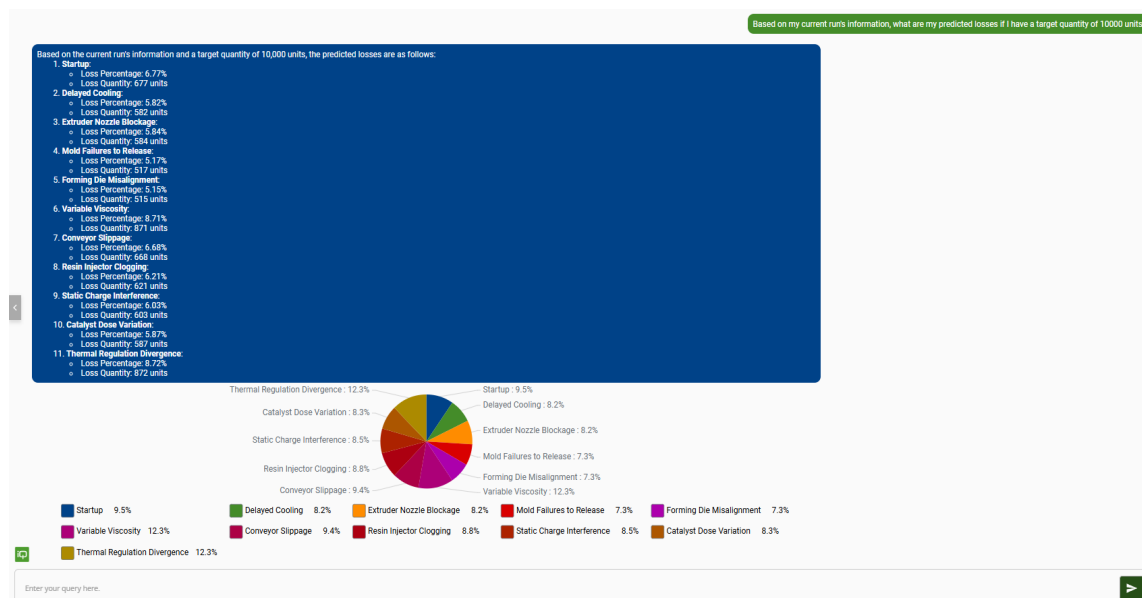 Based on my current run's information, what are my predicted losses if I have a target quantity of 10000 units
Based on the current run's information and a target quantity of 10,000 units, the predicted losses are as follows:
1. Startup:
Loss Percentage: 6.77%
Loss Quantity: 677 units
2. Delayed Cooling:
Loss Percentage: 5.82%
Loss Quantity: 582 units
3. Extruder Nozzle Blockage:
Loss Percentage: 5.84%
Loss Quantity: 584 units
4. Mold Failures to Release:
Loss Percentage: 5.17%
Loss Quantity: 517 units
5. Forming Die Misalignment:
Loss Percentage: 5.15%
Loss Quantity: 515 units
6. Variable Viscosity:
Loss Percentage: 8.71%
Loss Quantity: 871 units
7. Conveyor Slippage:
Loss Percentage: 6.68%
Loss Quantity: 668 units
8. Resin Injector Clogging:
Loss Percentage: 6.21%
Loss Quantity: 621 units
9. Static Charge Interference:
Loss Percentage: 6.03%
Loss Quantity: 603 units
10. Catalyst Dose Variation:
Loss Percentage: 5.87%
Loss Quantity: 587 units
11. Thermal Regulation Divergence:
Loss Percentage: 8.72%
Loss Quantity: 872 units
Thermal Regulation Divergence : 12.3%
Startup : 9.5%
Delayed Cooling : 8.2%
Catalyst Dose Variation : 8.3%
Extruder Nozzle Blockage : 8.2%
Static Charge Interference : 8.5%
Mold Failures to Release : 7.3%
Resin Injector Clogging : 8.8%
Forming Die Misalignment : 7.3%
Conveyor Slippage : 9.4%
Variable Viscosity : 12.3%
Startup 9.5% Delayed Cooling 8.2% Extruder Nozzle Blockage 8.2% Mold Failures to Release 7.3% Forming Die Misalignment 7.3%
Variable Viscosity 12.3% Conveyor Slippage 9.4% Resin Injector Clogging 8.8% Static Charge Interference 8.5% Catalyst Dose Variation 8.3%
Thermal Regulation Divergence 12.3%
Enter your query here.